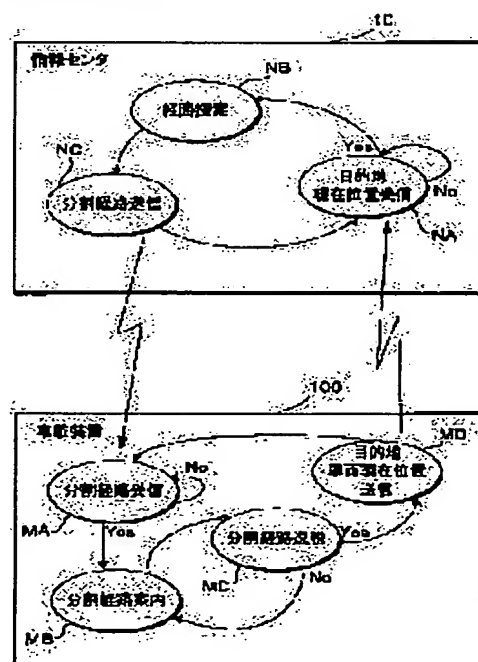 10
情報センタ
NB
経路探索
NC
Yes
分割経路送信
目的地
現在位置受信
No
NA
100
車載装置
MD
目的地
車両現在位置
送信
分割経路受信
No
MA
Yes
分割経路
Yes
MC
No
分割経路案内
MB